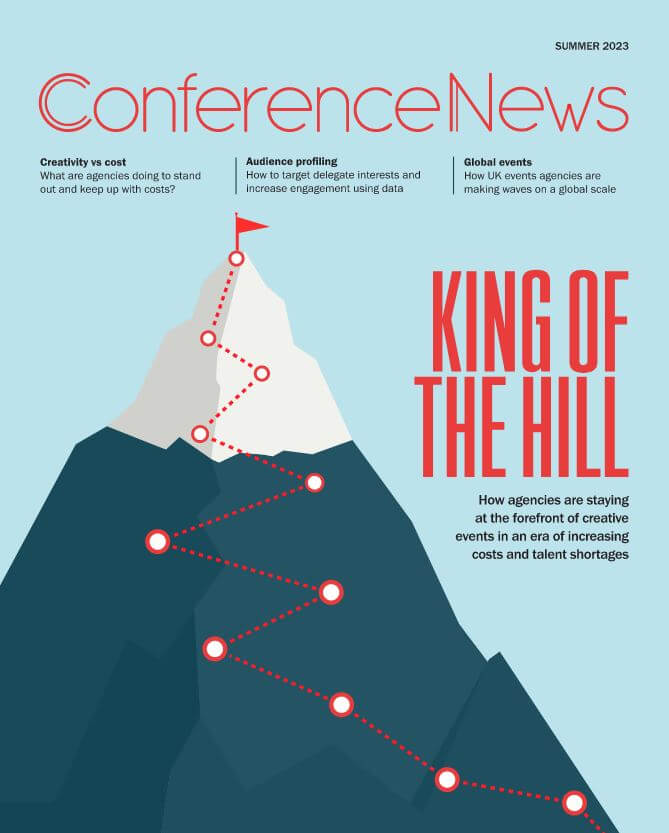 SUMMER 2023
ConferenceNews
Creativity vs cost
What are agencies doing to stand
out and keep up with costs?
Audience profiling
How to target delegate interests and
increase engagement using data
Global events
How UK events agencies are
making waves on a global scale
KING OF
THE HILL
How agencies are staying
at the forefront of creative
events in an era of increasing
costs and talent shortages